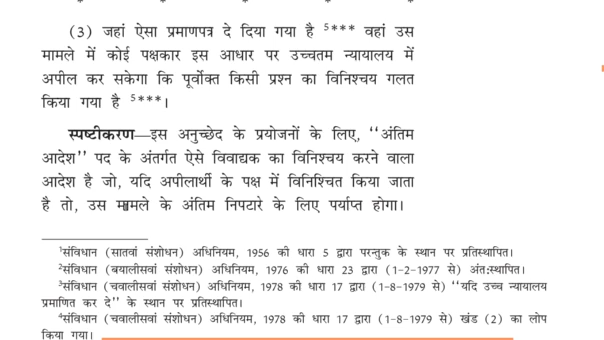 (3) जहां ऐसा प्रमाणपत्र दे दिया गया है ⁵*** वहां उस
मामले में कोई पक्षकार इस आधार पर उच्चतम न्यायालय में
अपील कर सकेगा कि पूर्वोक्त किसी प्रश्न का विनिश्चय गलत
किया गया है ⁵***।
स्पष्टीकरण—इस अनुच्छेद के प्रयोजनों के लिए, ‘‘अंतिम
आदेश’’ पद के अंतर्गत ऐसे विवाद्यक का विनिश्चय करने वाला
आदेश है जो, यदि अपीलार्थी के पक्ष में विनिश्चित किया जाता
है तो, उस मामले के अंतिम निपटारे के लिए पर्याप्त होगा।
¹संविधान (सातवां संशोधन) अधिनियम, 1956 की धारा 5 द्वारा परन्तुक के स्थान पर प्रतिस्थापित।
²संविधान (बयालीसवां संशोधन) अधिनियम, 1976 की धारा 23 द्वारा (1-2-1977 से) अंत:स्थापित।
³संविधान (चवालीसवां संशोधन) अधिनियम, 1978 की धारा 17 द्वारा (1-8-1979 से) ‘‘यदि उच्च न्यायालय
प्रमाणित कर दे’’ के स्थान पर प्रतिस्थापित।
⁴संविधान (चवालीसवां संशोधन) अधिनियम, 1978 की धारा 17 द्वारा (1-8-1979 से) खंड (2) का लोप
किया गया।